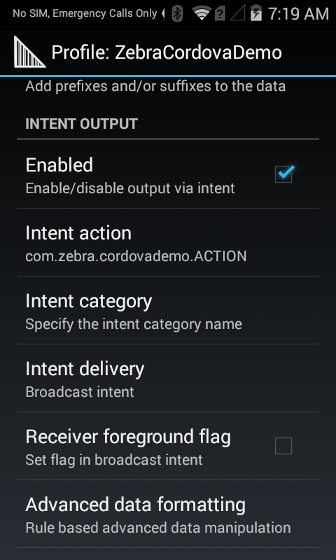 No SIM, Emergency Calls Only
7:19 AM
Profile: ZebraCordovaDemo
Add prefixes and/or suffixes to the data
INTENT OUTPUT
Enabled
Enable/disable output via intent
Intent action
com.zebra.cordovademo.ACTION
Intent category
Specify the intent category name
Intent delivery
Broadcast intent
Receiver foreground flag
Set flag in broadcast intent
Advanced data formatting
Rule based advanced data manipulation